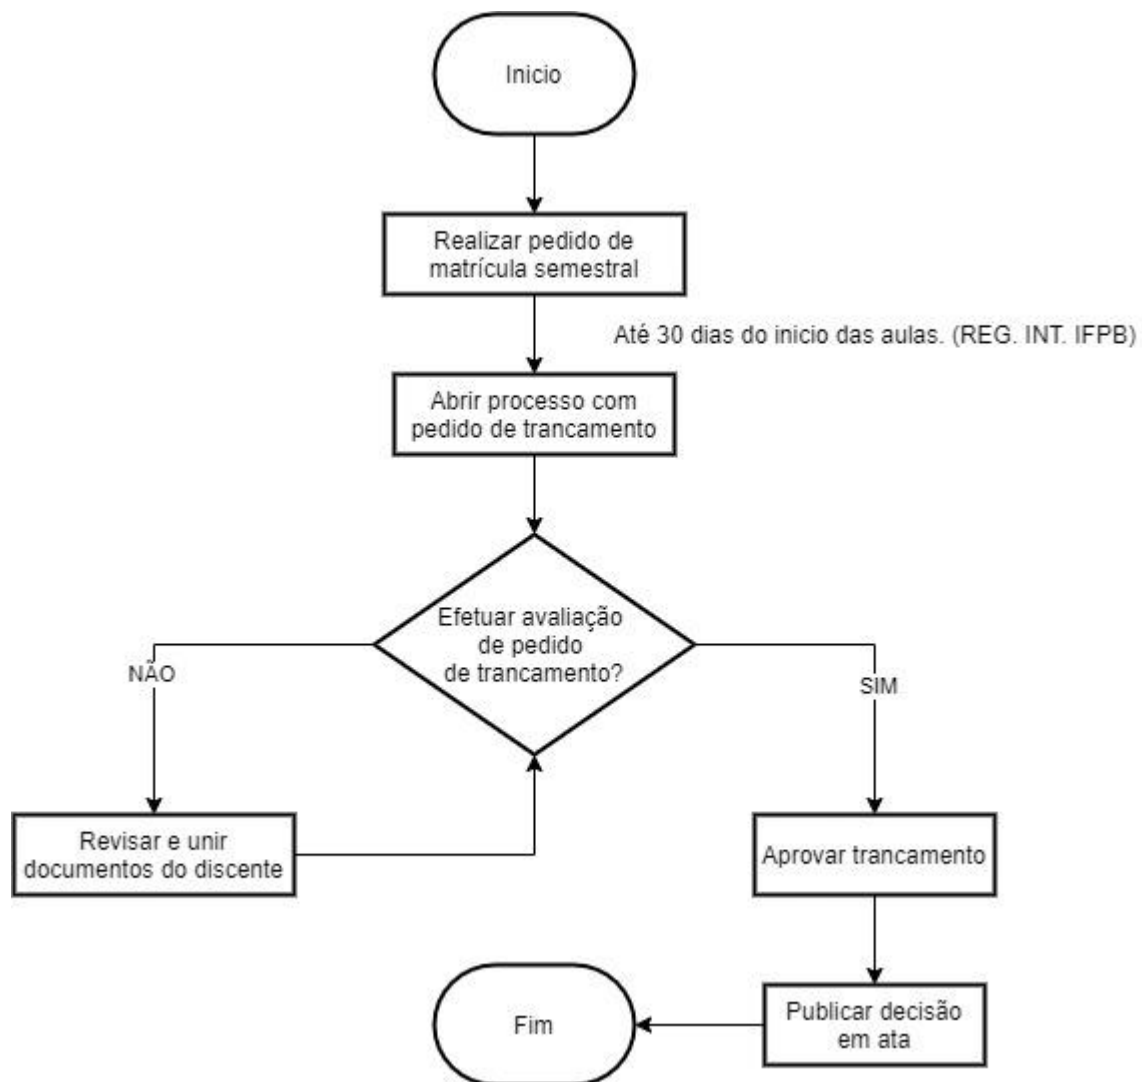 Inicio
Realizar pedido de
matrícula semestral
Até 30 dias do inicio das aulas. (REG. INT. IFPB)
Abrir processo com
pedido de trancamento
Efetuar avaliação
de pedido
de trancamento?
NÃO
SIM
Revisar e unir
documentos do discente
Aprovar trancamento
Publicar decisão
em ata
Fim